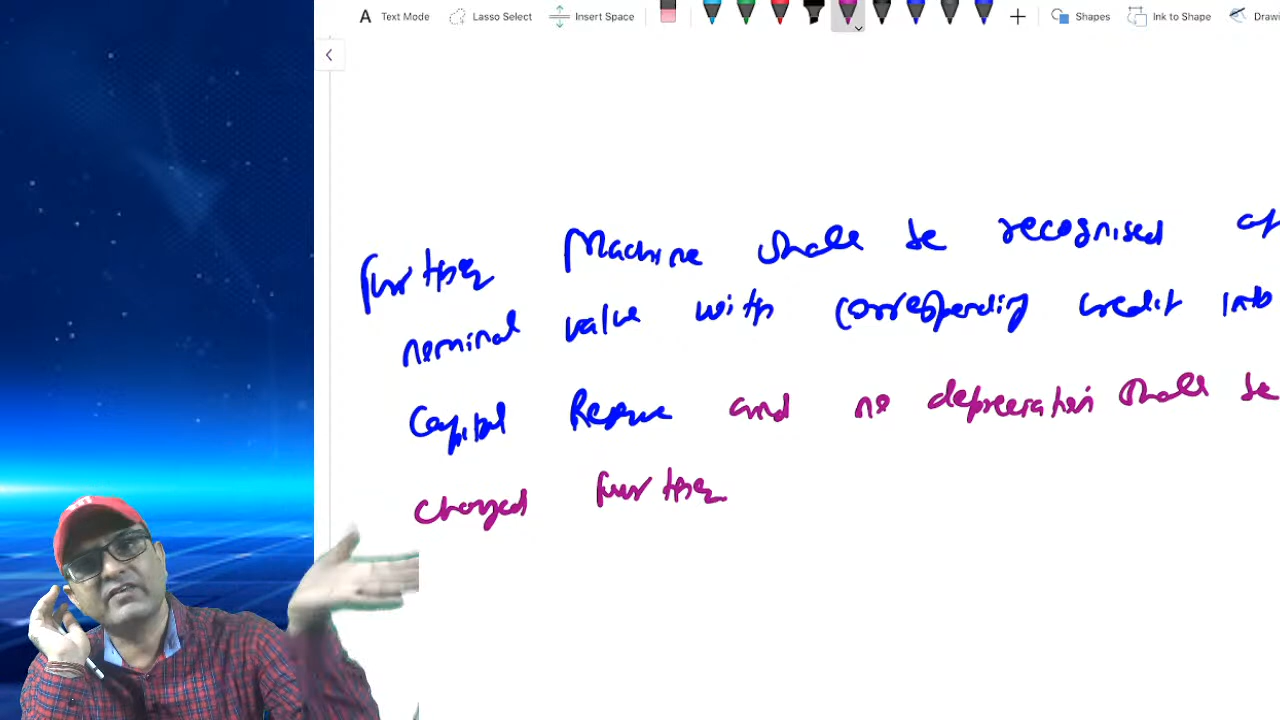 A Text Mode Lasso Select Insert Space Shapes Ink to Shape
further Machine shall be recognised
nominal value with corresponding credit into
Capital Reserve and no depreciation shall be
charged further